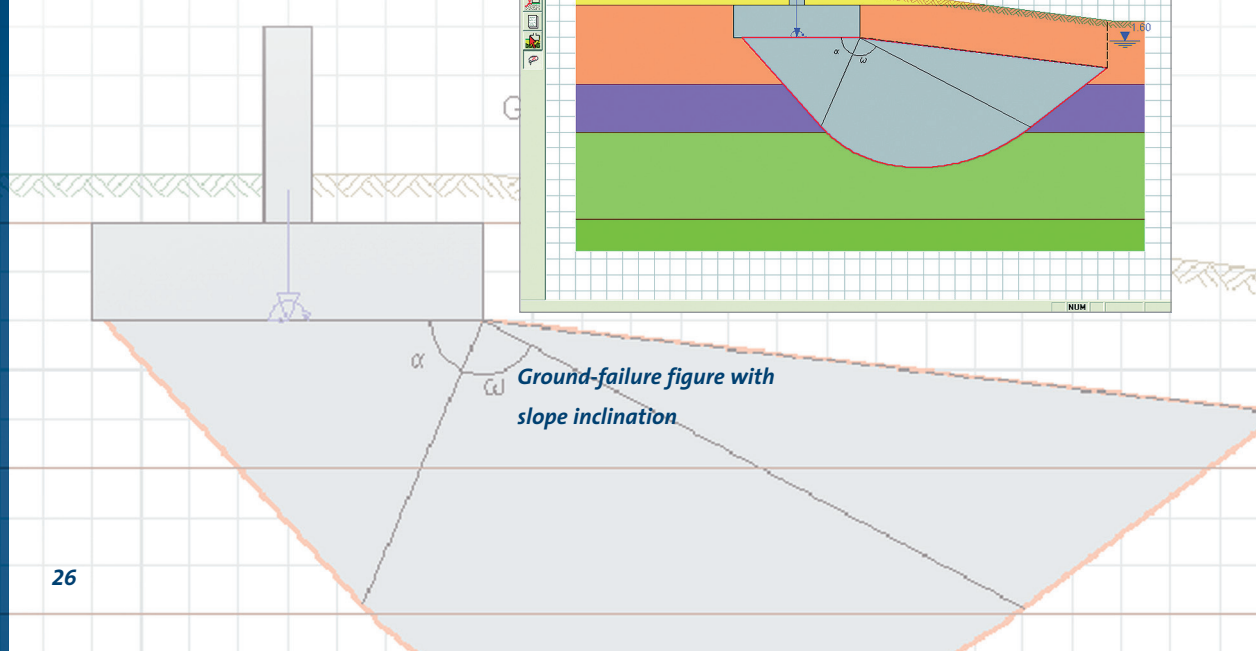 1.60
α
ω
NUM
G
α
ω
Ground-failure figure with
slope inclination
26